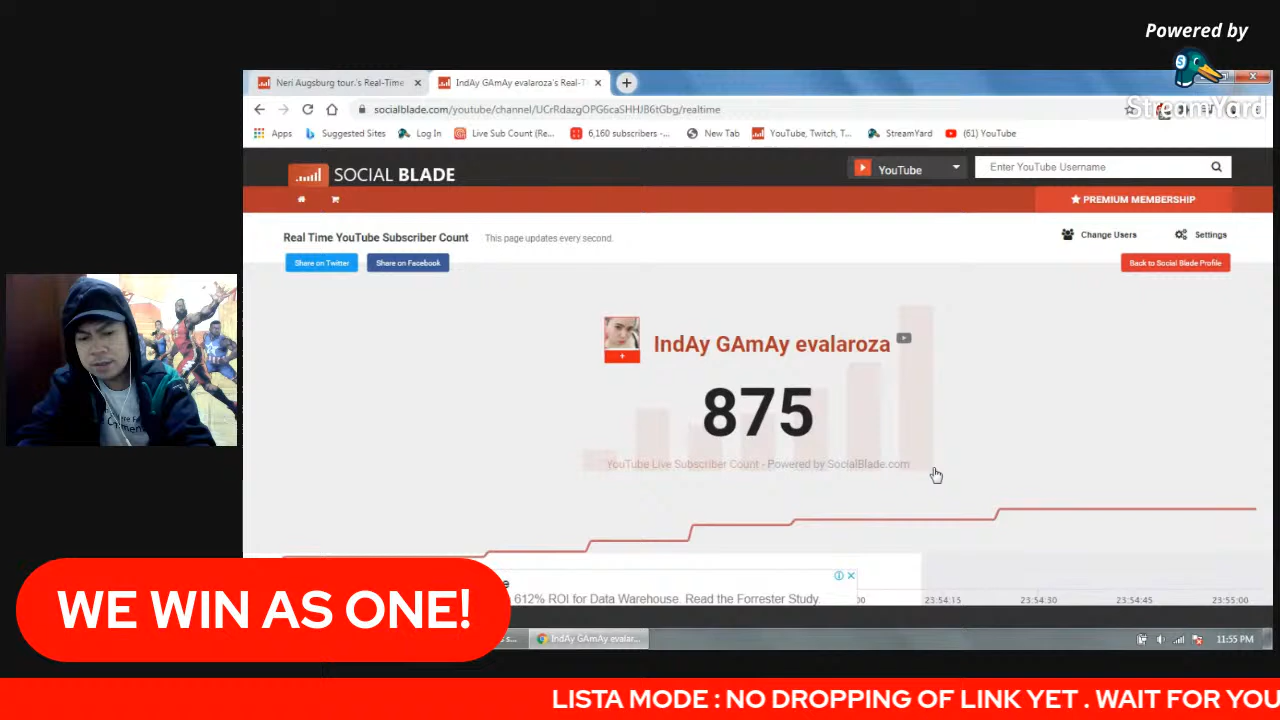 Powered by
StreamYard
Neri Augsburg tour.'s Real-Time
IndAy GAmAy evalaroza's Real-T
socialblade.com/youtube/channel/UCrRdazgOPG6caSHHJB6tGbg/realtime
Apps Suggested Sites Log In Live Sub Count (Re... 6,160 subscribers -... New Tab YouTube, Twitch, T... StreamYard (61) YouTube
SOCIAL BLADE
YouTube
Enter YouTube Username
PREMIUM MEMBERSHIP
Real Time YouTube Subscriber Count This page updates every second.
Change Users Settings
Share on Twitter Share on Facebook
Back to Social Blade Profile
IndAy GAmAy evalaroza
875
YouTube Live Subscriber Count - Powered by SocialBlade.com
612% ROI for Data Warehouse. Read the Forrester Study.
23:54:15 23:54:30 23:54:45 23:55:00
WE WIN AS ONE!
IndAy GAmAy evalar...
11:55 PM
LISTA MODE : NO DROPPING OF LINK YET . WAIT FOR YOU